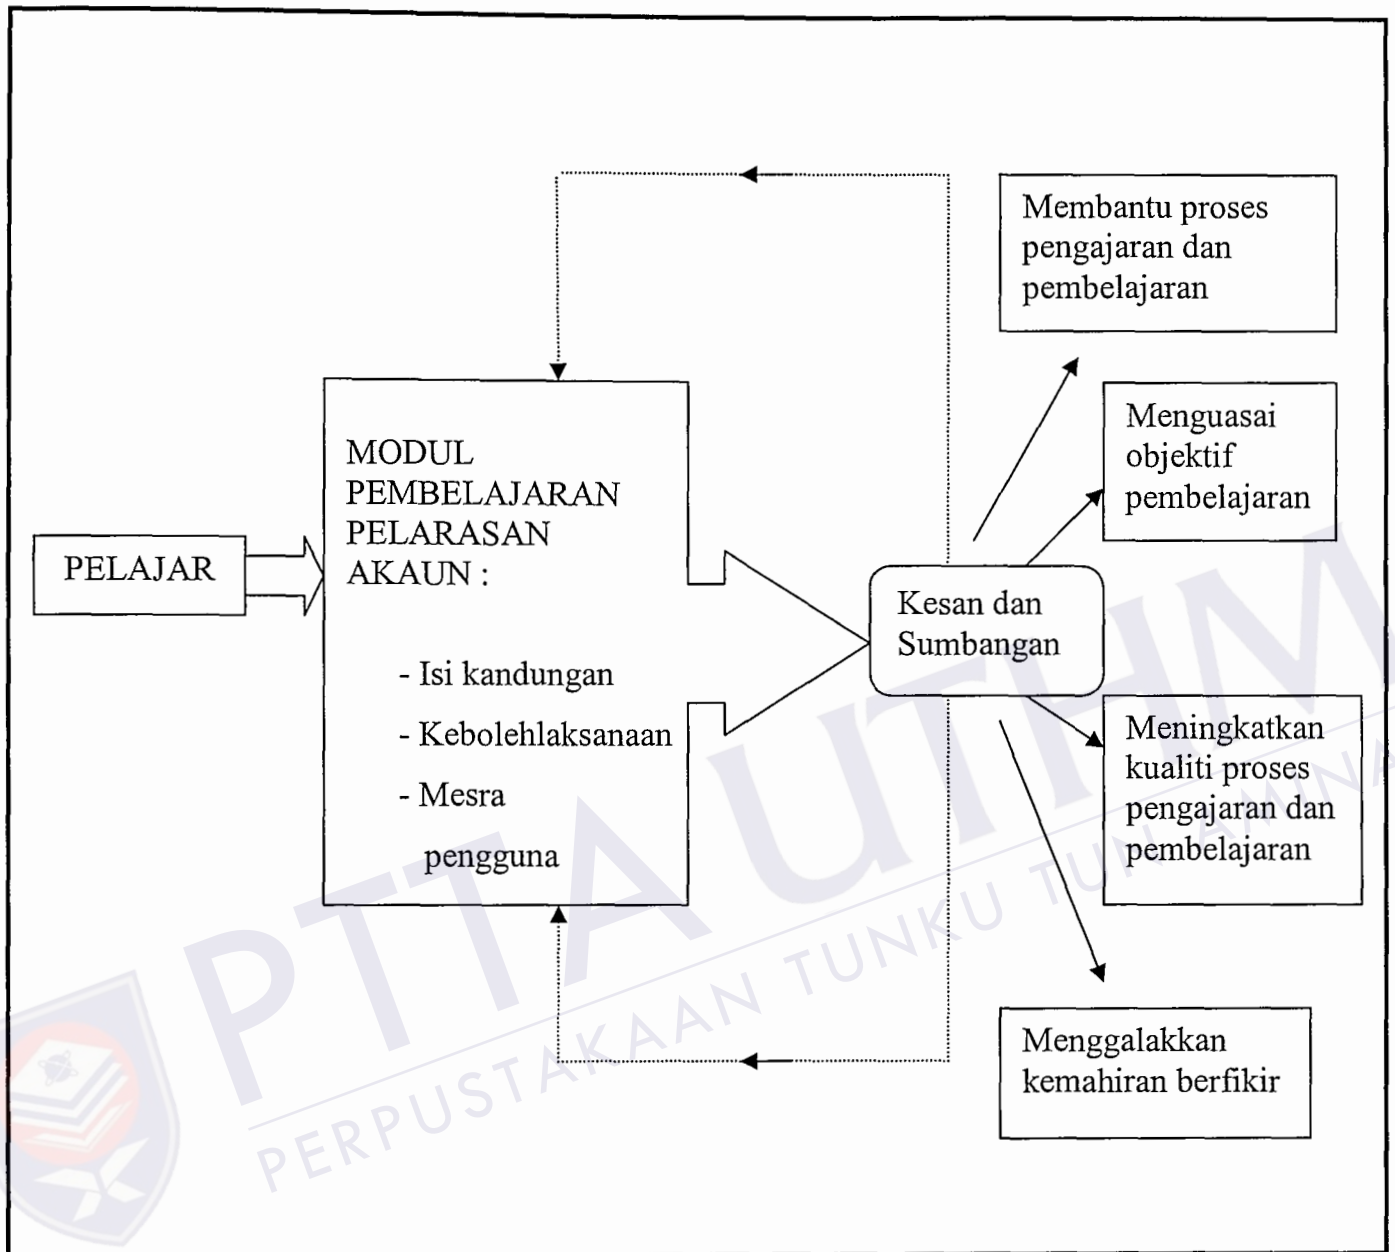 PELAJAR
MODUL
PEMBELAJARAN
PELARASAN
AKAUN :
- Isi kandungan
- Kebolehlaksanaan
- Mesra
pengguna
Kesan dan
Sumbangan
Membantu proses
pengajaran dan
pembelajaran
Menguasai
objektif
pembelajaran
Meningkatkan
kualiti proses
pengajaran dan
pembelajaran
Menggalakkan
kemahiran berfikir
PTTA UTHM
PERPUSTAKAAN TUNKU TUN AMINA